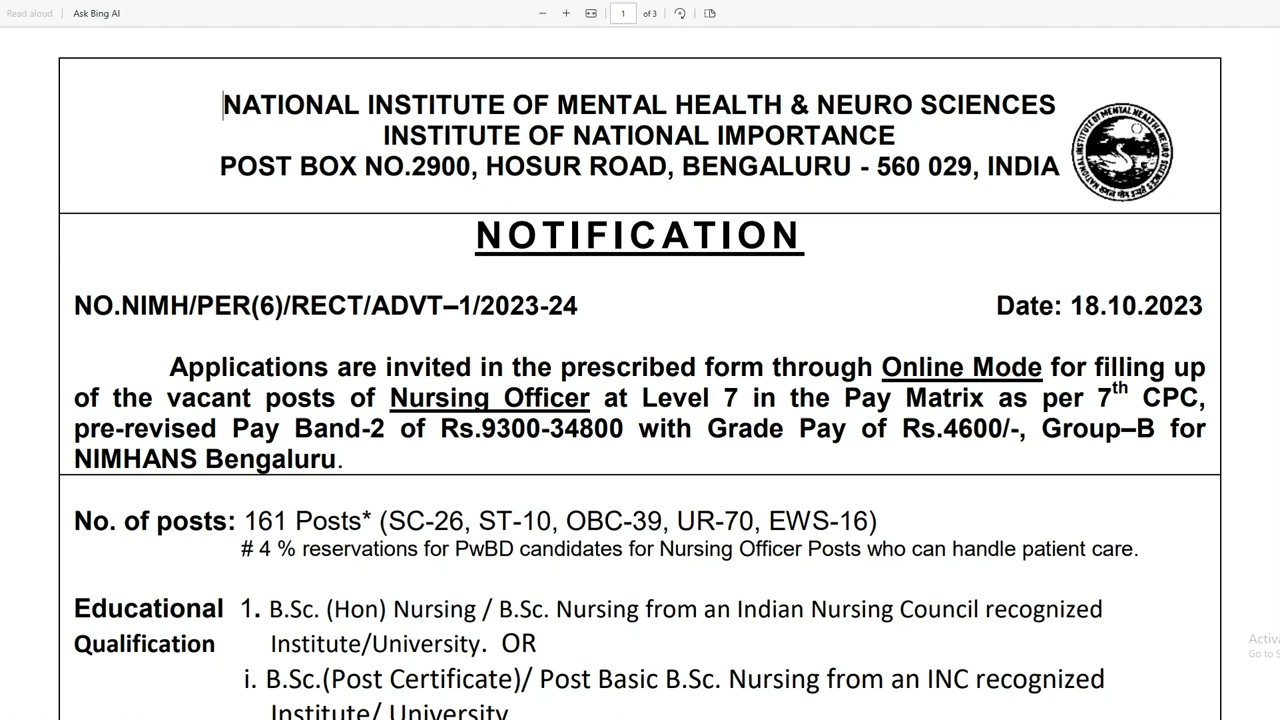 Read aloud
Ask Bing AI
1
of 3
NATIONAL INSTITUTE OF MENTAL HEALTH & NEURO SCIENCES
INSTITUTE OF NATIONAL IMPORTANCE
POST BOX NO.2900, HOSUR ROAD, BENGALURU - 560 029, INDIA
NOTIFICATION
NO.NIMH/PER(6)/RECT/ADVT–1/2023-24
Date: 18.10.2023
Applications are invited in the prescribed form through Online Mode for filling up
of the vacant posts of Nursing Officer at Level 7 in the Pay Matrix as per 7th CPC,
pre-revised Pay Band-2 of Rs.9300-34800 with Grade Pay of Rs.4600/-, Group–B for
NIMHANS Bengaluru.
No. of posts: 161 Posts* (SC-26, ST-10, OBC-39, UR-70, EWS-16)
# 4 % reservations for PwBD candidates for Nursing Officer Posts who can handle patient care.
Educational 1. B.Sc. (Hon) Nursing / B.Sc. Nursing from an Indian Nursing Council recognized
Qualification Institute/University. OR
i. B.Sc.(Post Certificate)/ Post Basic B.Sc. Nursing from an INC recognized
Institute/ University
Activa
Go to S